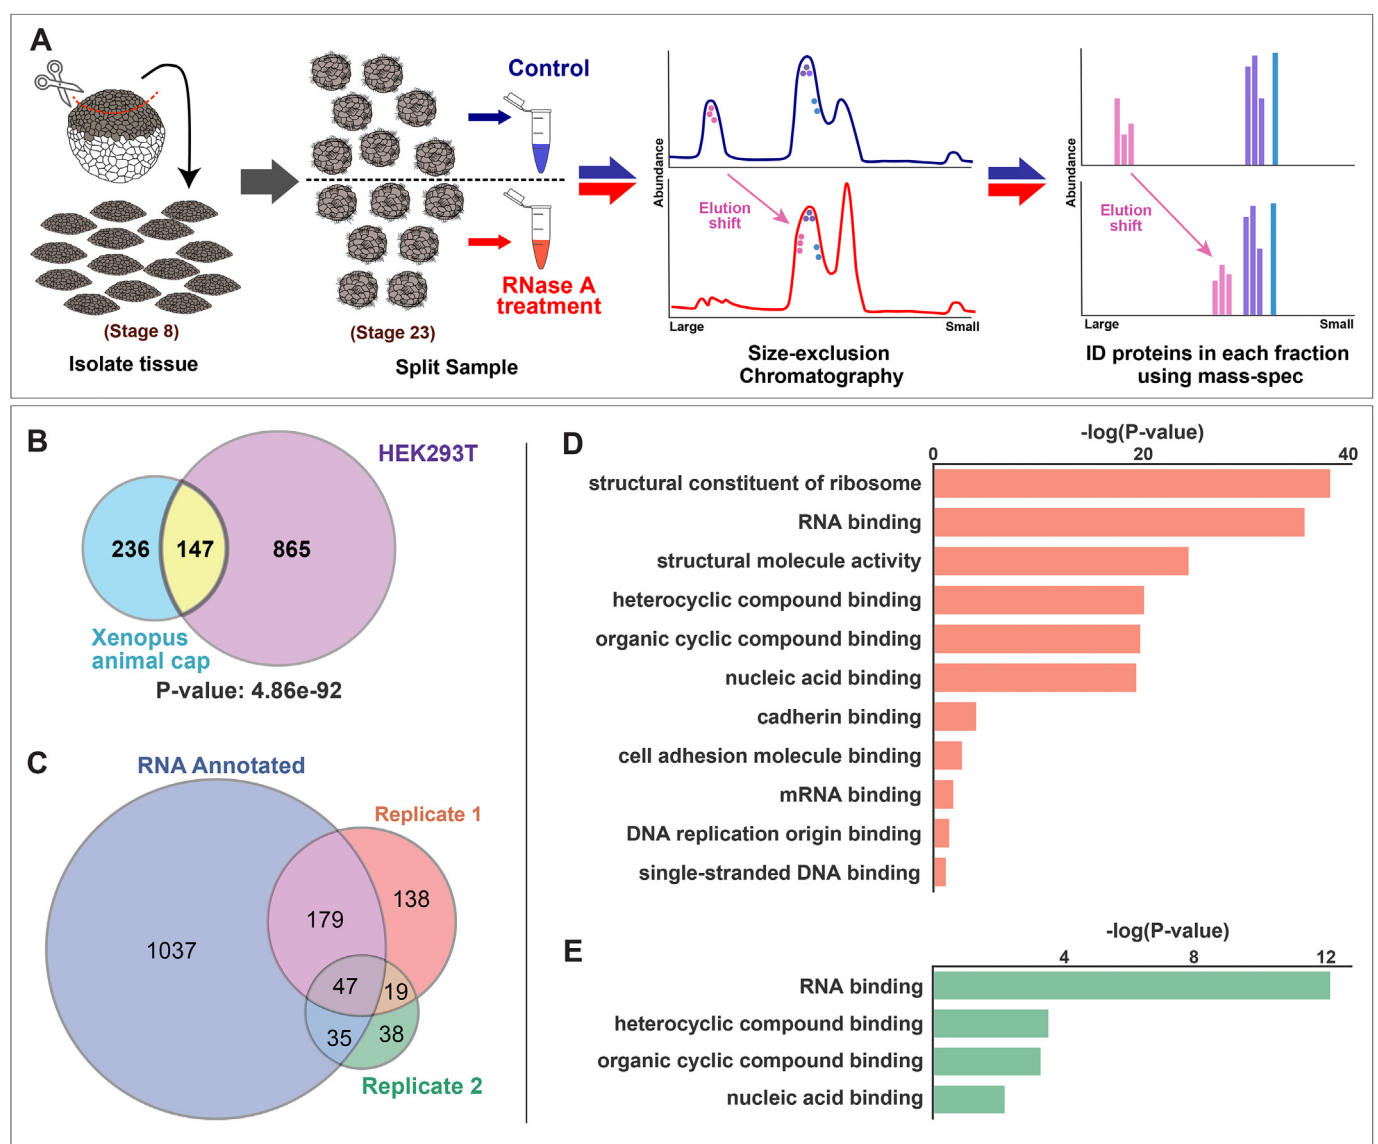 A
Control
RNase A
treatment
(Stage 8)
(Stage 23)
Isolate tissue
Split Sample
Abundance
Elution
shift
Large
Small
Size-exclusion
Chromatography
Abundance
Elution
shift
Large
Small
ID proteins in each fraction
using mass-spec
B
HEK293T
236
147
865
Xenopus
animal cap
P-value: 4.86e-92
C
RNA Annotated
Replicate 1
138
179
1037
47
19
35
38
Replicate 2
D
-log(P-value)
0
20
40
structural constituent of ribosome
RNA binding
structural molecule activity
heterocyclic compound binding
organic cyclic compound binding
nucleic acid binding
cadherin binding
cell adhesion molecule binding
mRNA binding
DNA replication origin binding
single-stranded DNA binding
E
-log(P-value)
4
8
12
RNA binding
heterocyclic compound binding
organic cyclic compound binding
nucleic acid binding